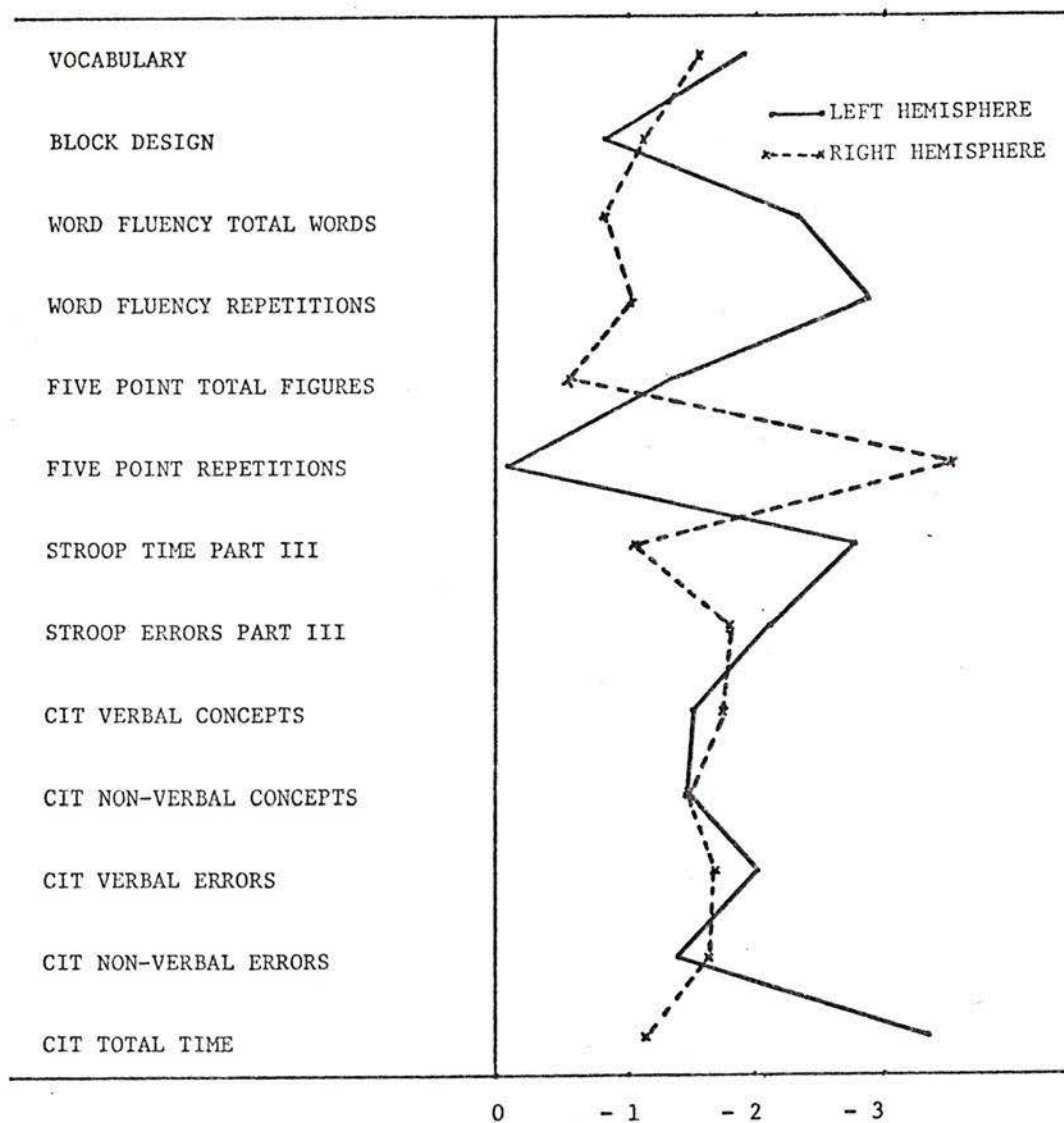 VOCABULARY
LEFT HEMISPHERE
BLOCK DESIGN
RIGHT HEMISPHERE
WORD FLUENCY TOTAL WORDS
WORD FLUENCY REPETITIONS
FIVE POINT TOTAL FIGURES
FIVE POINT REPETITIONS
STROOP TIME PART III
STROOP ERRORS PART III
CIT VERBAL CONCEPTS
CIT NON-VERBAL CONCEPTS
CIT VERBAL ERRORS
CIT NON-VERBAL ERRORS
CIT TOTAL TIME
0 - 1 - 2 - 3